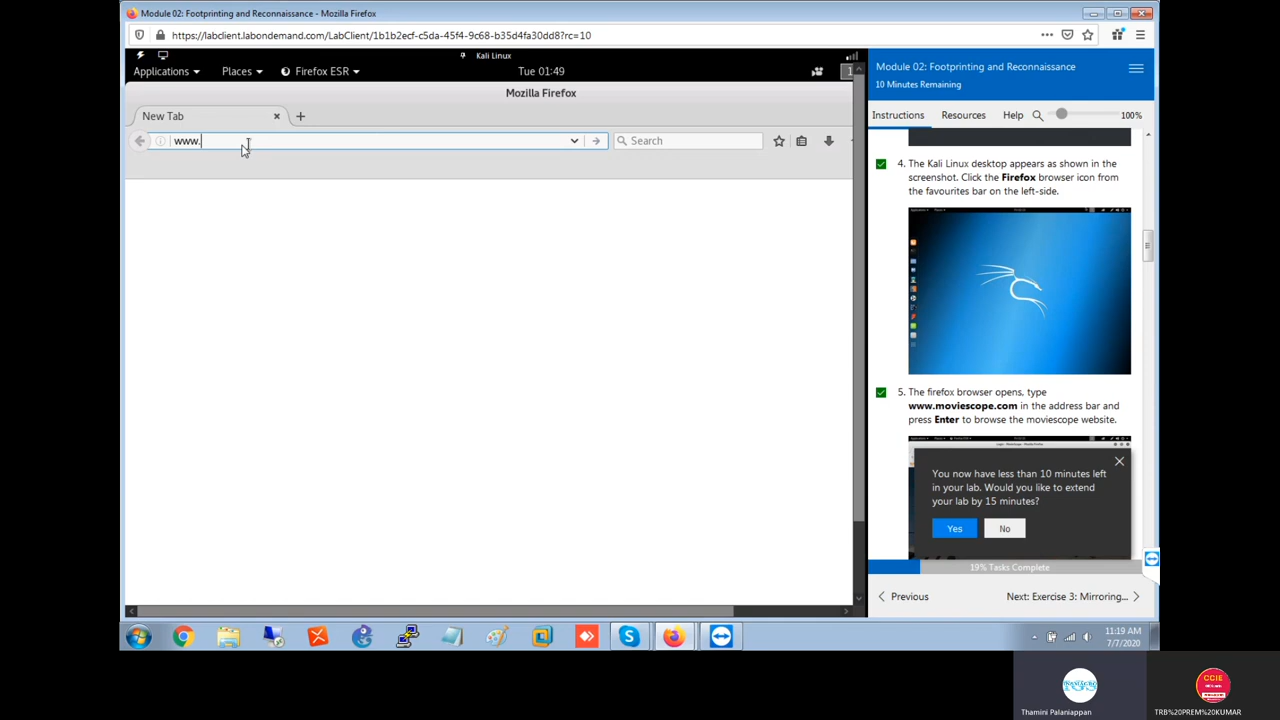 Module 02: Footprinting and Reconnaissance - Mozilla Firefox
https://labclient.labondemand.com/LabClient/1b1b2ecf-c5da-45f4-9c68-b35d4fa30dd8?rc=10
Kali Linux
Applications
Places
Firefox ESR
Tue 01:49
1
Mozilla Firefox
New Tab
www.
Search
Module 02: Footprinting and Reconnaissance
10 Minutes Remaining
Instructions
Resources
Help
100%
4. The Kali Linux desktop appears as shown in the
screenshot. Click the Firefox browser icon from
the favourites bar on the left-side.
5. The firefox browser opens, type
www.moviescope.com in the address bar and
press Enter to browse the moviescope website.
You now have less than 10 minutes left
in your lab. Would you like to extend
your lab by 15 minutes?
Yes
No
19% Tasks Complete
Previous
Next: Exercise 3: Mirroring...
11:19 AM
7/7/2020
CCIE
Thamini Palaniappan
TRB%20PREM%20KUMAR